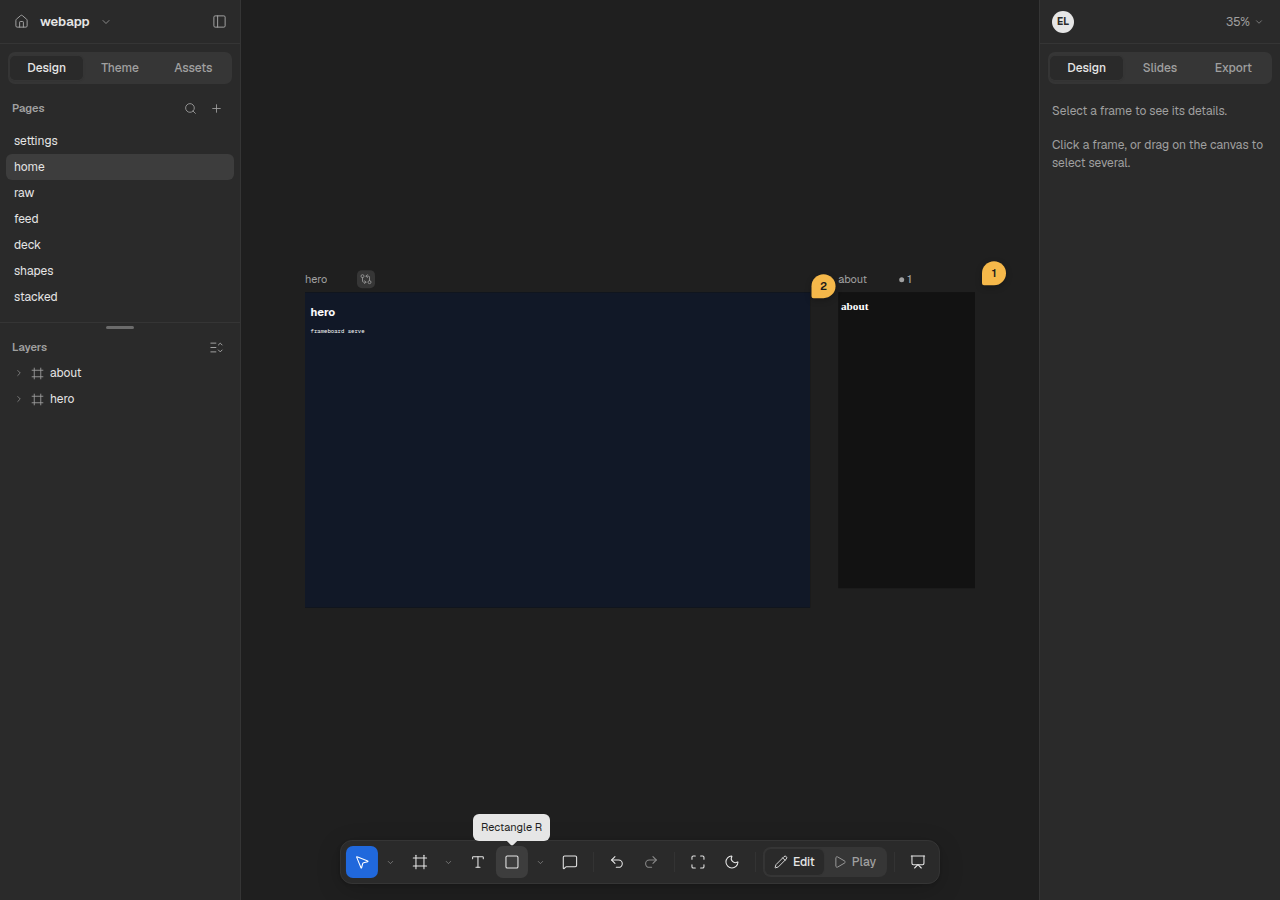 webapp
Design Theme Assets
Pages
settings
home
raw
feed
deck
shapes
stacked
Layers
about
hero
hero
2
about
1
1
hero
frameboard serve
about
Rectangle R
Edit
Play
EL
35%
Design Slides Export
Select a frame to see its details.
Click a frame, or drag on the canvas to
select several.